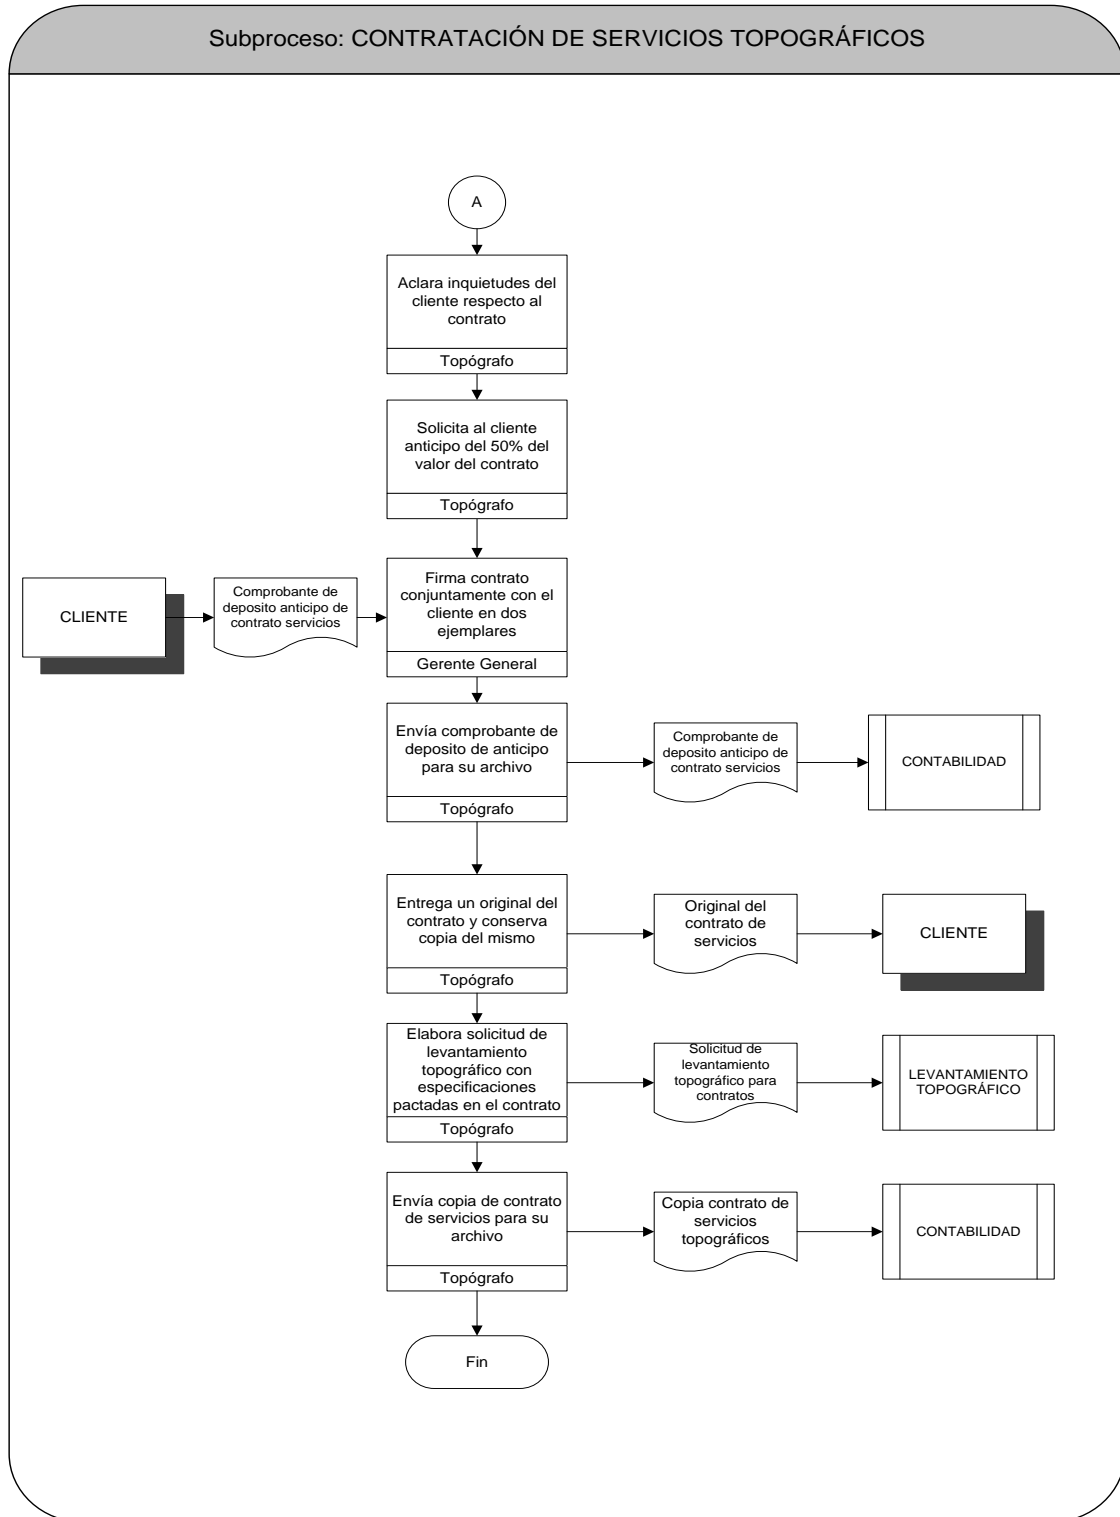 Subproceso: CONTRATACIÓN DE SERVICIOS TOPOGRÁFICOS
A
Aclara inquietudes del
cliente respecto al
contrato
Topógrafo
Solicita al cliente
anticipo del 50% del
valor del contrato
Topógrafo
CLIENTE
Comprobante de
deposito anticipo de
contrato servicios
Firma contrato
conjuntamente con el
cliente en dos
ejemplares
Gerente General
Envía comprobante de
deposito de anticipo
para su archivo
Topógrafo
Comprobante de
deposito anticipo de
contrato servicios
CONTABILIDAD
Entrega un original del
contrato y conserva
copia del mismo
Topógrafo
Original del
contrato de
servicios
CLIENTE
Elabora solicitud de
levantamiento
topográfico con
especificaciones
pactadas en el contrato
Topógrafo
Solicitud de
levantamiento
topográfico para
contratos
LEVANTAMIENTO
TOPOGRÁFICO
Envía copia de contrato
de servicios para su
archivo
Topógrafo
Copia contrato de
servicios
topográficos
CONTABILIDAD
Fin